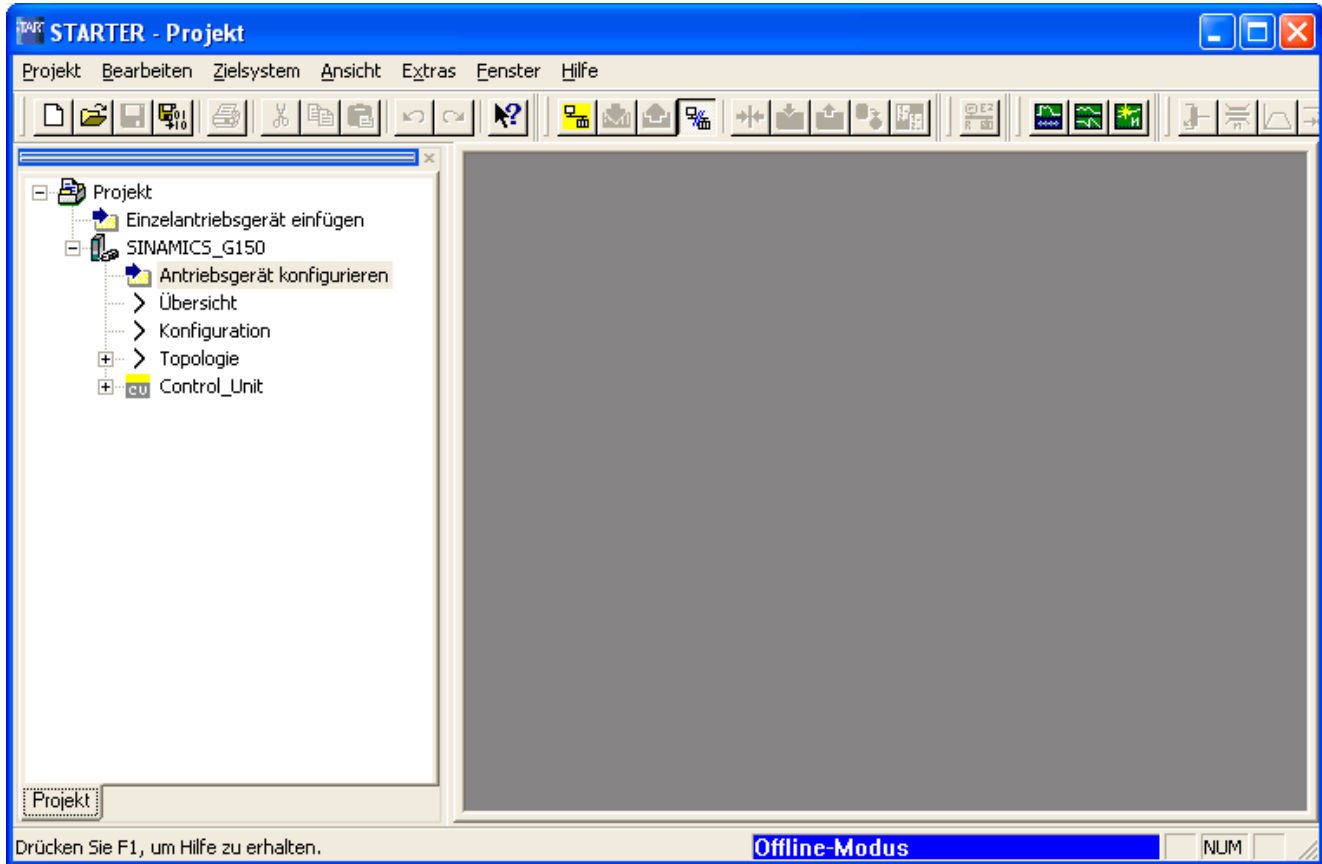 STARTER - Projekt
Projekt Bearbeiten Zielsystem Ansicht Extras Fenster Hilfe
Projekt
Einzelantriebsgerät einfügen
SINAMICS_G150
Antriebsgerät konfigurieren
Übersicht
Konfiguration
Topologie
Control_Unit
Projekt
Drücken Sie F1, um Hilfe zu erhalten. Offline-Modus NUM